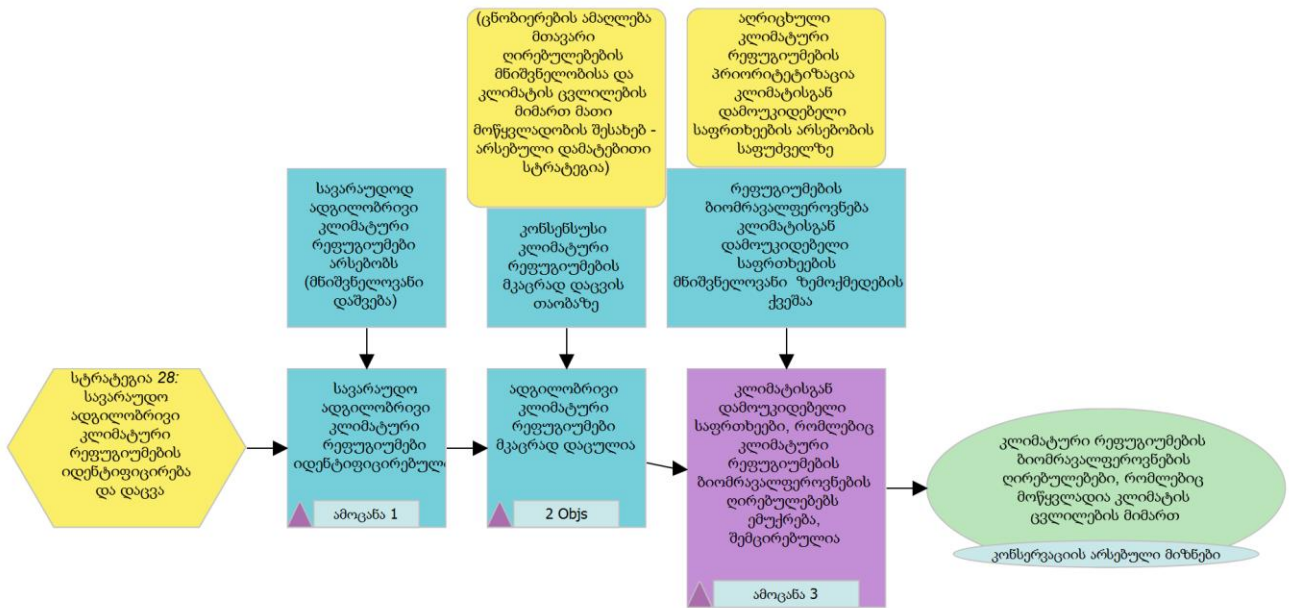 (ცნობიერების ამაღლება
მთავარი
ღირებულებების
მნიშვნელობისა და
კლიმატის ცვლილების
მიმართ მათი
მოწყვლადობის შესახებ -
არსებული დამატებითი
სტრატეგია)
აღრიცხული
კლიმატური
რეფუგიუმების
პრიორიტეტიზაცია
კლიმატისგან
დამოუკიდებელი
საფრთხეების არსებობის
საფუძველზე
სავარაუდოდ
ადგილობრივი
კლიმატური
რეფუგიუმები
არსებობს
(მნიშვნელოვანი
დაშვება)
კონსენსუსი
კლიმატური
რეფუგიუმების
მკაცრად დაცვის
თაობაზე
რეფუგიუმების
ბიომრავალფეროვნება
კლიმატისგან
დამოუკიდებელი
საფრთხეების
მნიშვნელოვანი ზემოქმედების
ქვეშაა
სტრატეგია 28:
სავარაუდო
ადგილობრივი
კლიმატური
რეფუგიუმების
იდენტიფიცირება
და დაცვა
სავარაუდო
ადგილობრივი
კლიმატური
რეფუგიუმები
იდენტიფიცირებულ
ამოცანა 1
ადგილობრივი
კლიმატური
რეფუგიუმები
მკაცრად დაცულია
2 Objs
კლიმატისგან
დამოუკიდებელი
საფრთხეები, რომლებიც
კლიმატური
რეფუგიუმების
ბიომრავალფეროვნების
ღირებულებებს
ემუქრება,
შემცირებულია
ამოცანა 3
კლიმატური რეფუგიუმების
ბიომრავალფეროვნების
ღირებულებები, რომლებიც
მოწყვლადია კლიმატის
ცვლილების მიმართ
კონსერვაციის არსებული მიზნები